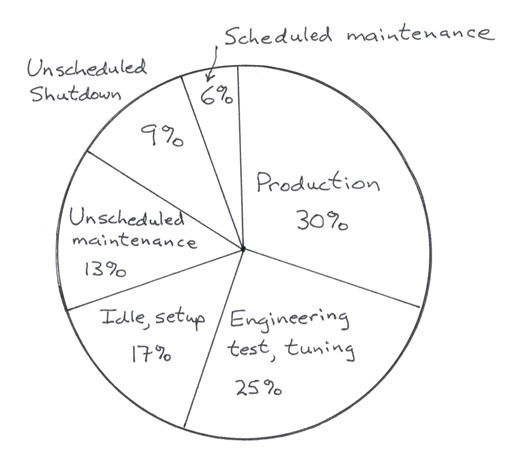 Scheduled maintenance
Unscheduled
Shutdown
6%
9%
Production
30%
Unscheduled
maintenance
13%
Idle, setup
17%
Engineering
test, tuning
25%